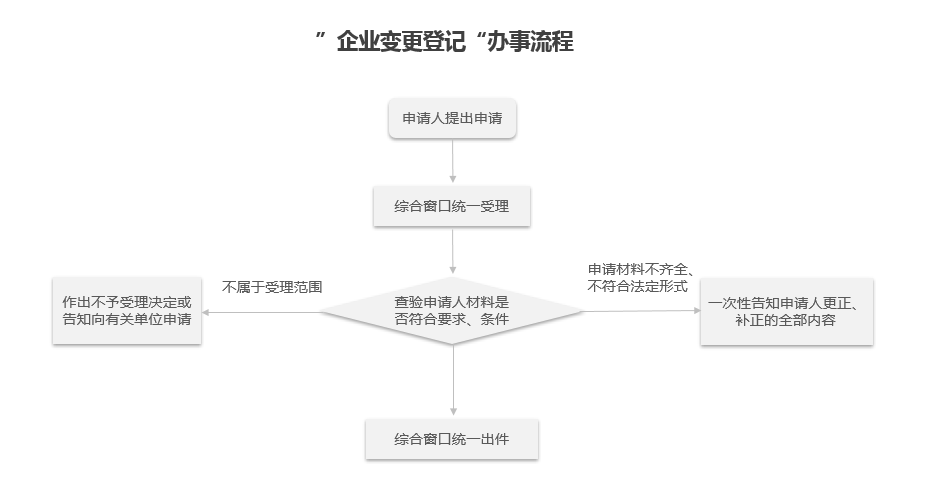 ”企业变更登记“办事流程
申请人提出申请
综合窗口统一受理
申请材料不齐全、
不符合法定形式
不属于受理范围
作出不予受理决定或
告知向有关单位申请
查验申请人材料是
否符合要求、条件
一次性告知申请人更正、
补正的全部内容
综合窗口统一出件